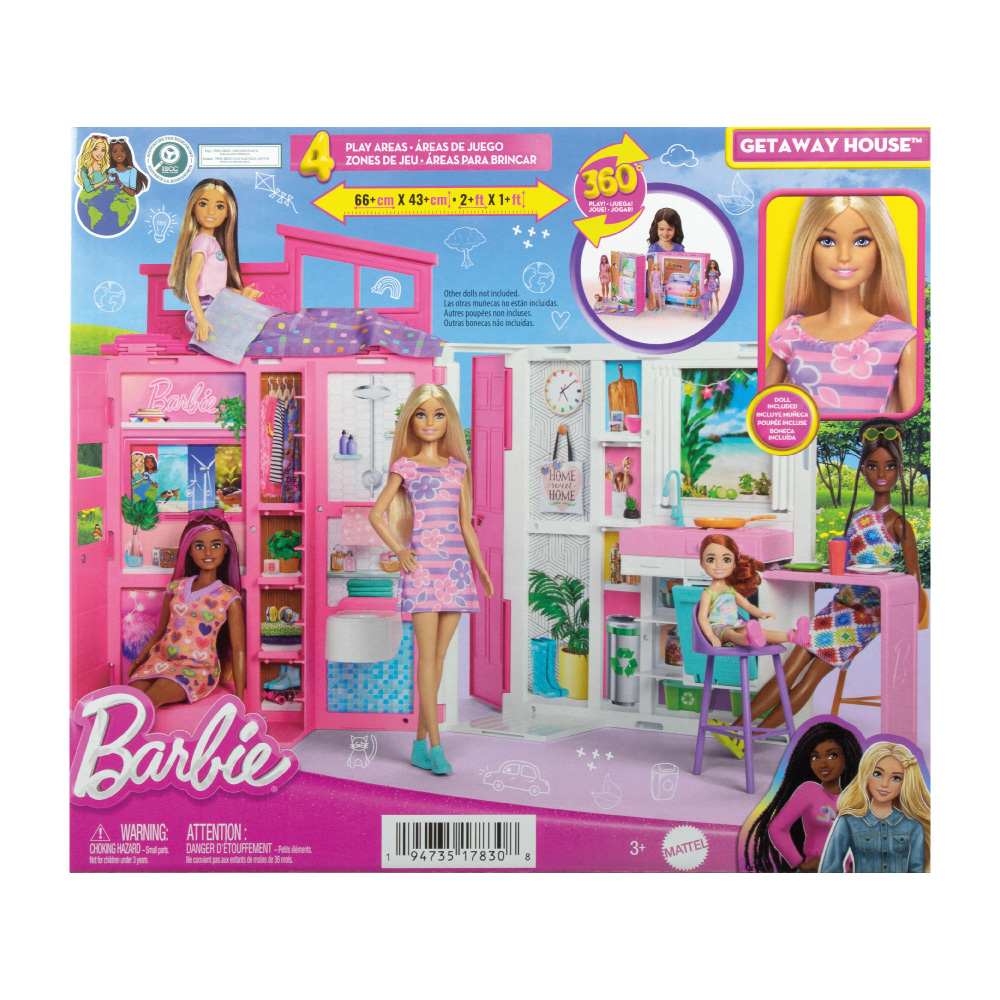 4 PLAY AREAS • ÁREAS DE JUEGO
ZONES DE JEU • ÁREAS PARA BRINCAR
66+cm X 43+cm • 2+ft X 1+ft
360°
PLAY! • ¡JUEGA!
JOUE! • JOGAR!
GETAWAY HOUSE™
ISCC
Other dolls not included.
Las otras muñecas no están incluidas.
Autres poupées non incluses.
Outras bonecas não incluídas.
DOLL
INCLUDED
INCLUYE MUÑECA
POUPÉE INCLUSE
BONECA
INCLUÍDA
Barbie
HOME
sweet
HOME
B
B
Barbie®
WARNING:
CHOKING HAZARD – Small parts.
Not for children under 3 years.
ATTENTION :
DANGER D'ÉTOUFFEMENT – Petits éléments.
Ne convient pas aux enfants de moins de 36 mois.
1 94735 17830 8
3+
MATTEL